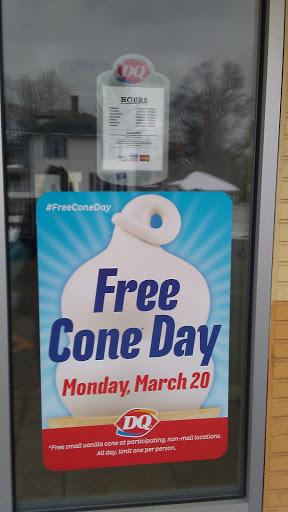 DQ
HOURS
#FreeConeDay
Free
Cone Day
Monday, March 20
DQ
*Free small vanilla cone at participating, non-mall locations.
All day, limit one per person.